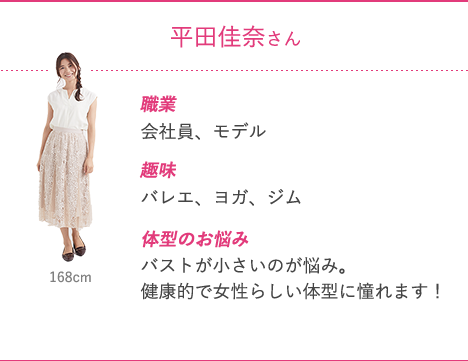 平田佳奈さん
職業
会社員、モデル
趣味
バレエ、ヨガ、ジム
体型のお悩み
バストが小さいのが悩み。
健康的で女性らしい体型に憧れます！
168cm